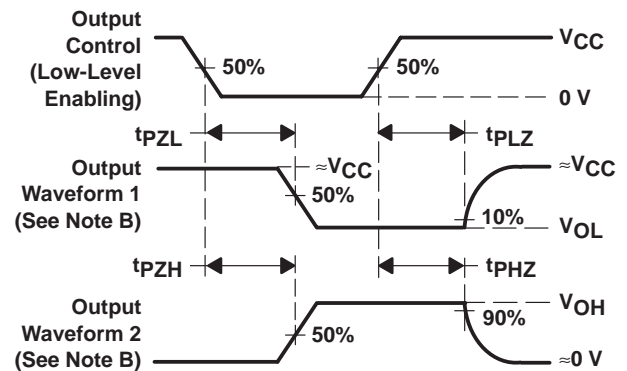 Output
Control
(Low-Level
Enabling)
50%
50%
VCC
0 V
tPZL
tPLZ
Output
Waveform 1
(See Note B)
≈VCC
50%
≈VCC
10%
VOL
tPZH
tPHZ
Output
Waveform 2
(See Note B)
50%
VOH
90%
≈0 V